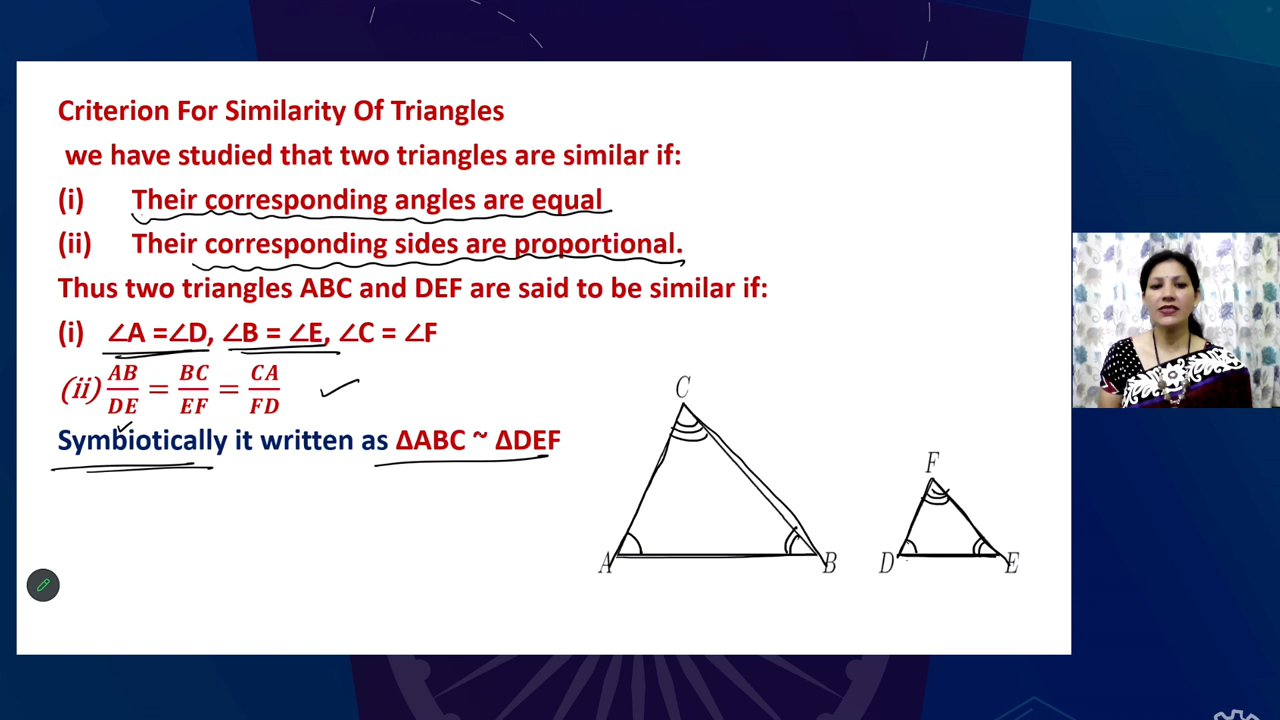 Criterion For Similarity Of Triangles
we have studied that two triangles are similar if:
(i) Their corresponding angles are equal
(ii) Their corresponding sides are proportional.
Thus two triangles ABC and DEF are said to be similar if:
(i) ∠A =∠D, ∠B = ∠E, ∠C = ∠F
(ii) AB/DE = BC/EF = CA/FD
Symbiotically it written as ΔABC ~ ΔDEF
C
A
B
F
D
E